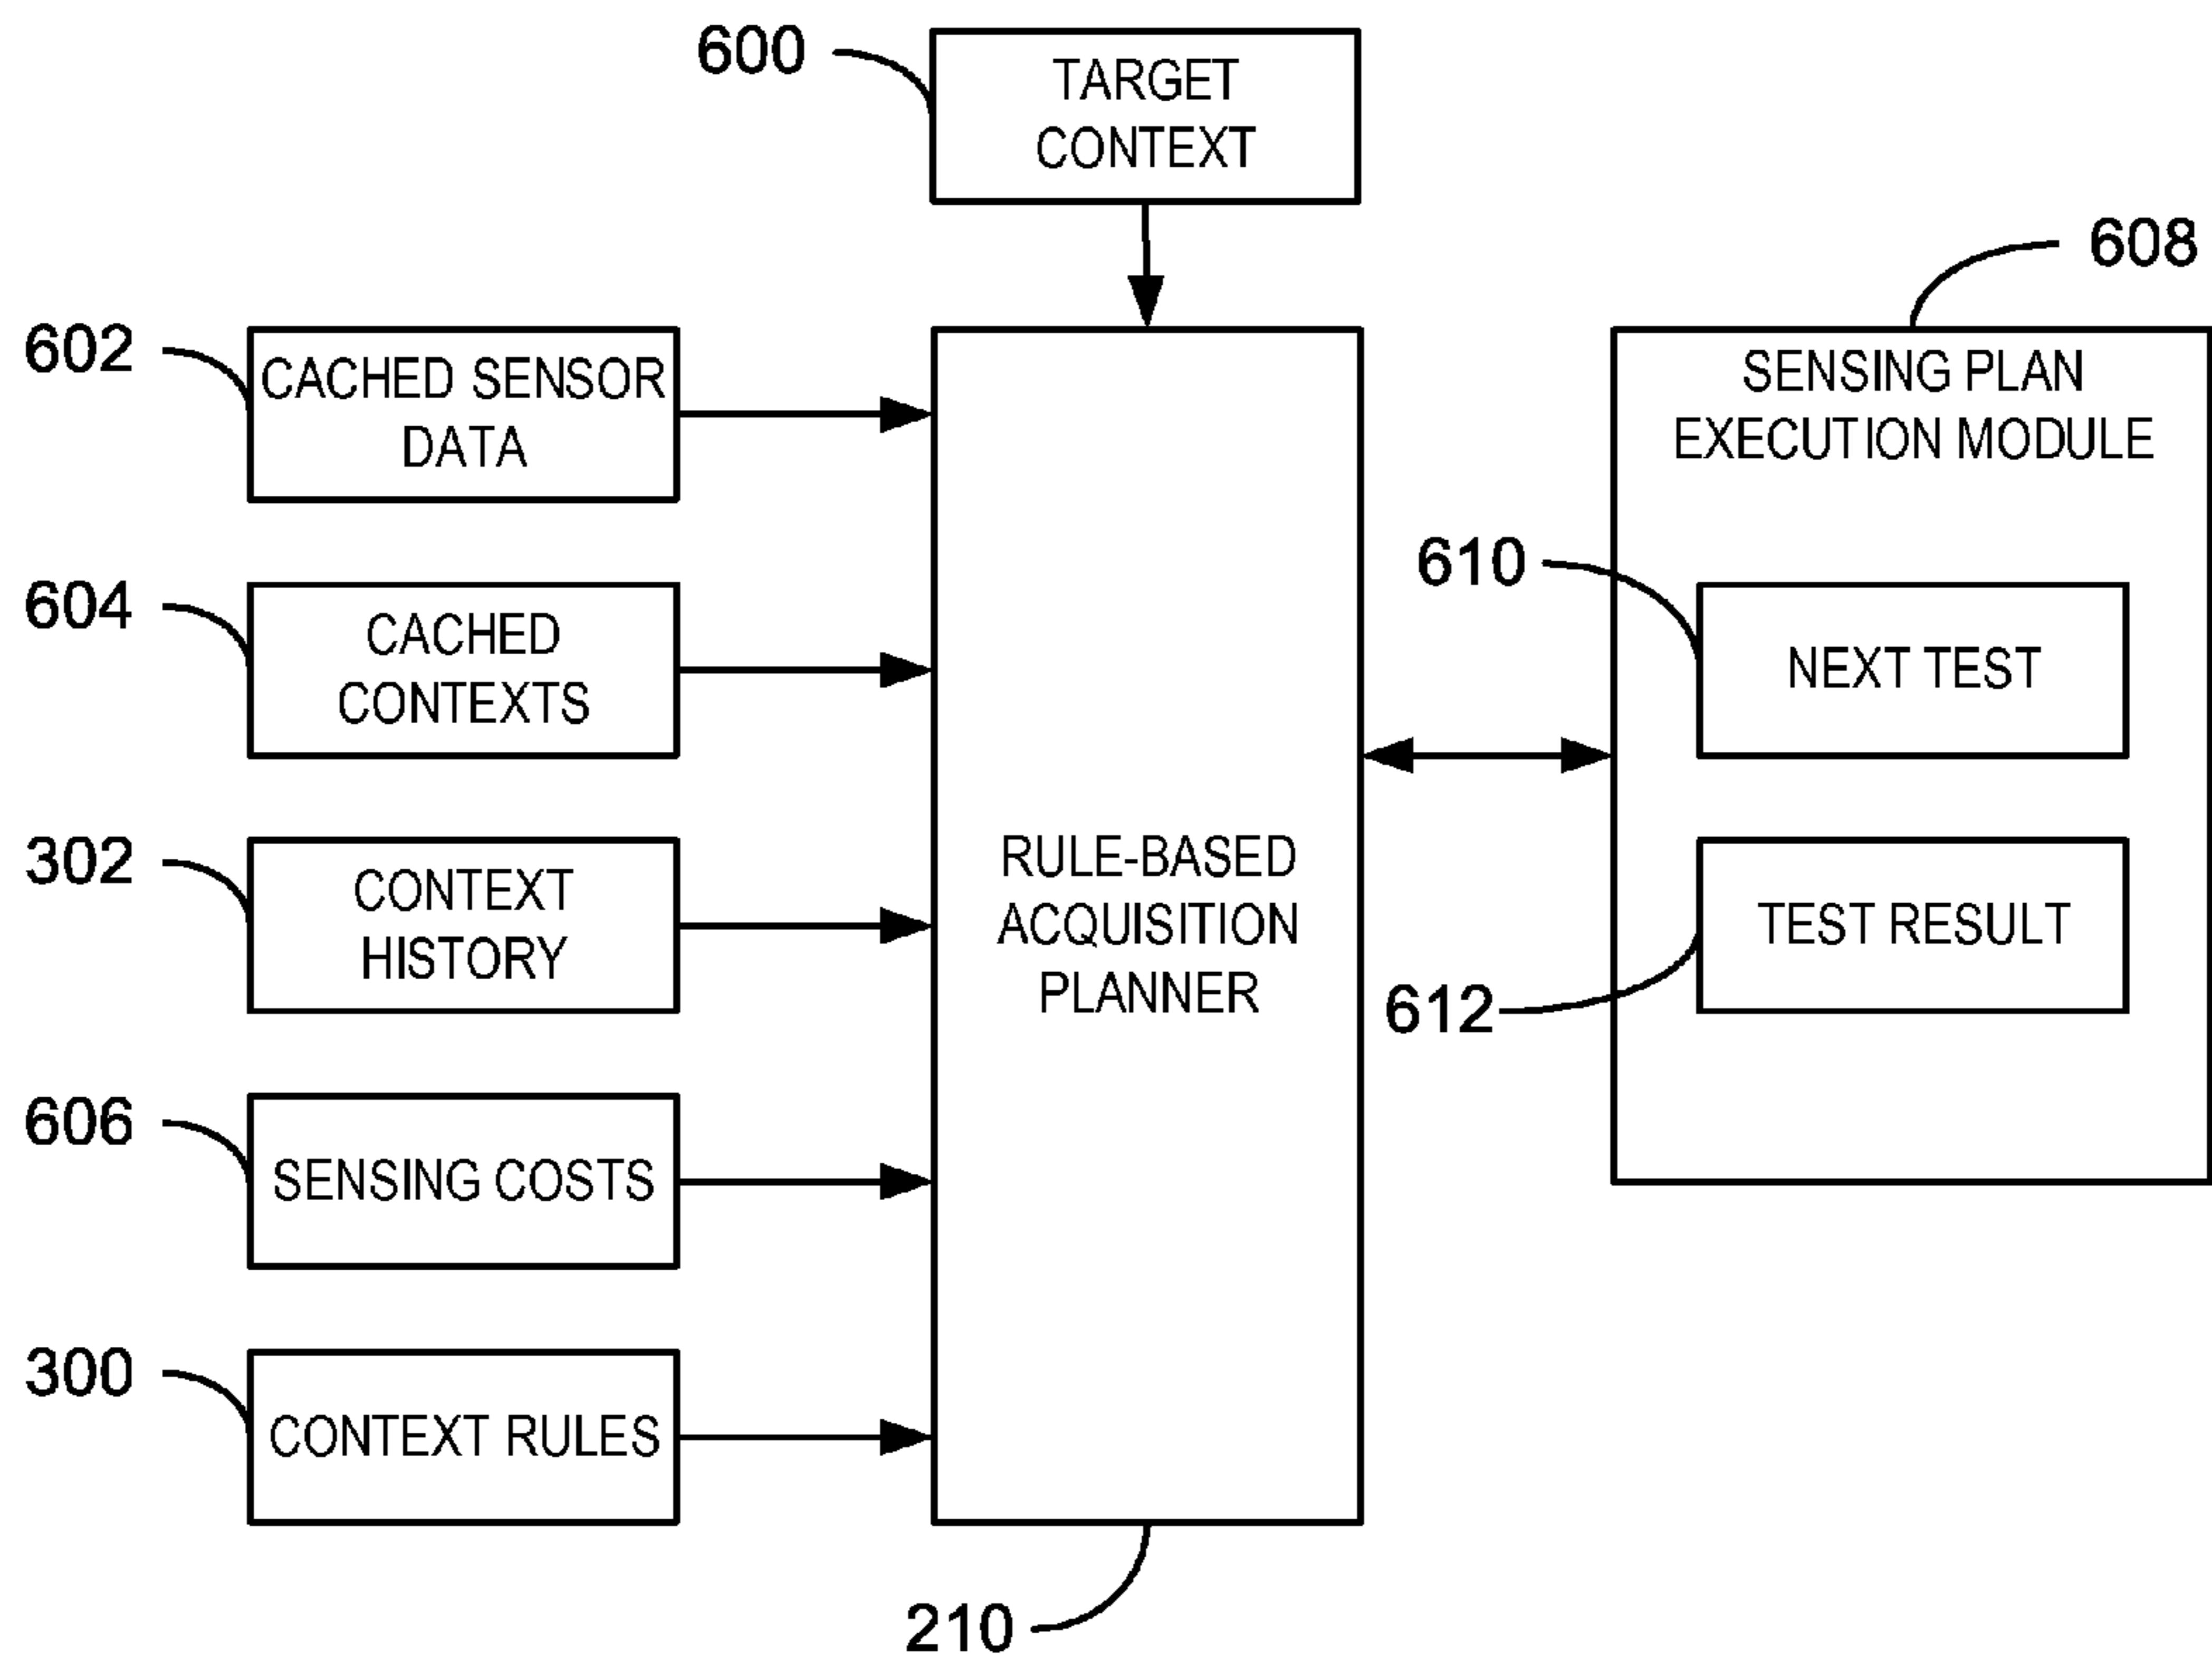 600
TARGET
CONTEXT
608
602
CACHED SENSOR
DATA
SENSING PLAN
EXECUTION MODULE
604
CACHED
CONTEXTS
610
NEXT TEST
302
CONTEXT
HISTORY
RULE-BASED
ACQUISITION
PLANNER
612
TEST RESULT
606
SENSING COSTS
300
CONTEXT RULES
210